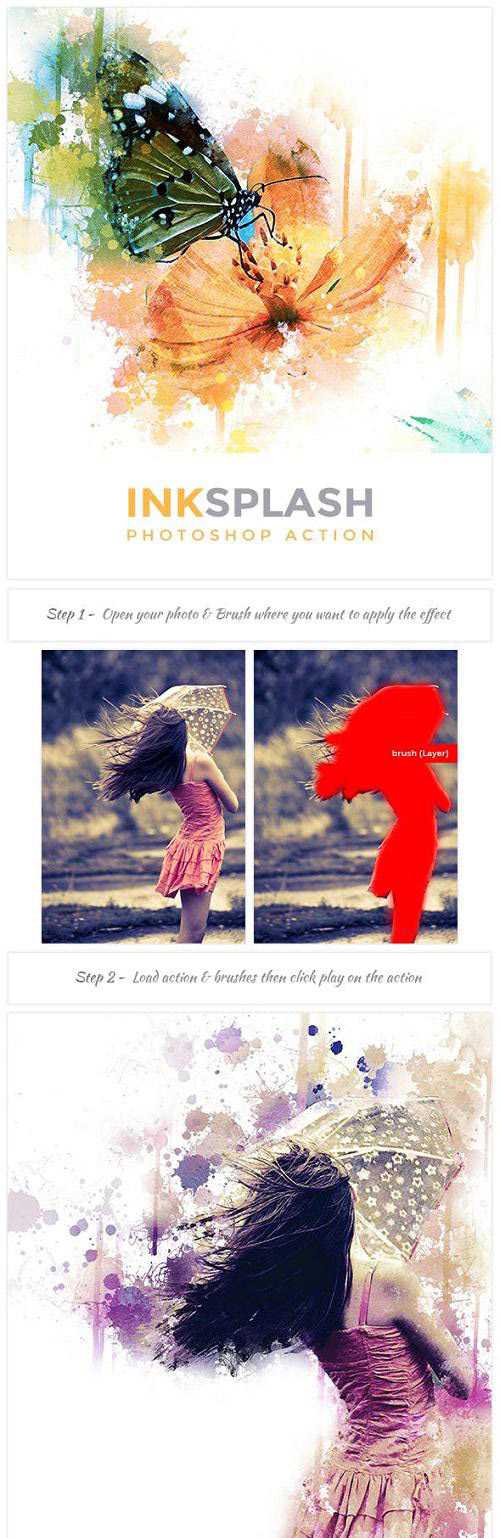 INKSPLASH
PHOTOSHOP ACTION
Step 1 - Open your photo & Brush where you want to apply the effect
brush (Layer)
Step 2 - Load action & brushes then click play on the action